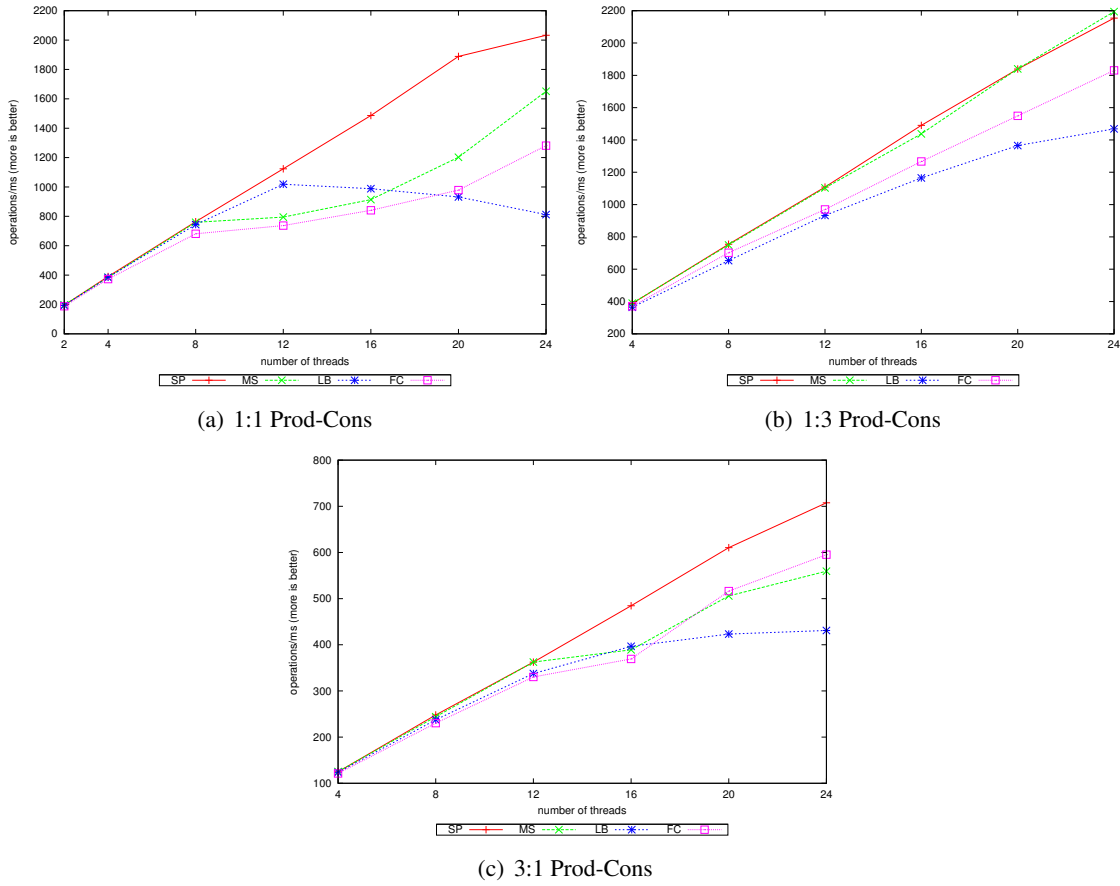 2200
2000
1800
1600
1400
1200
1000
800
600
400
200
0
operations/ms (more is better)
2 4 8 12 16 20 24
number of threads
SP MS LB FC
(a) 1:1 Prod-Cons
2200
2000
1800
1600
1400
1200
1000
800
600
400
200
operations/ms (more is better)
4 8 12 16 20 24
number of threads
SP MS LB FC
(b) 1:3 Prod-Cons
800
700
600
500
400
300
200
100
operations/ms (more is better)
4 8 12 16 20 24
number of threads
SP MS LB FC
(c) 3:1 Prod-Cons